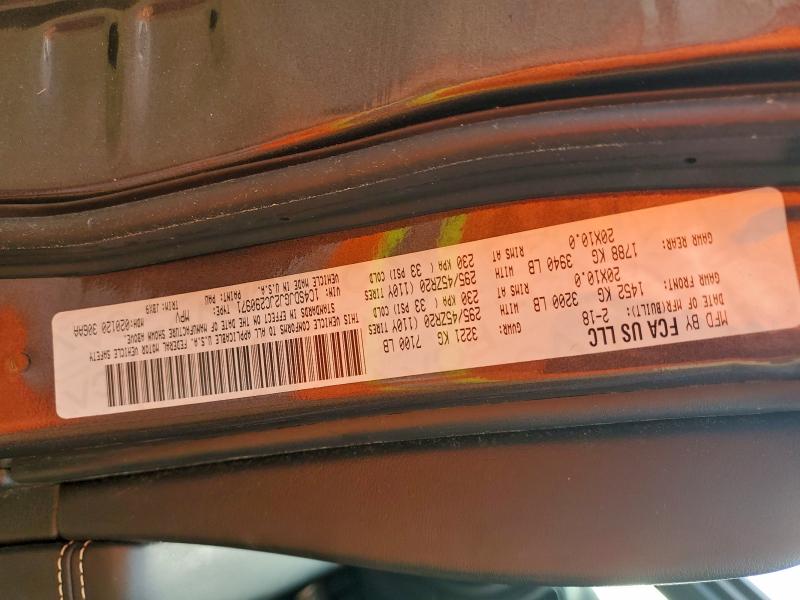 MFD BY FCA US LLC
DATE OF MFR(BUILT): 2-18 GVWR: 3221 KG 7100 LB
GAWR FRONT: 1452 KG 3200 LB WITH 295/45ZR20 (110Y TIRES
20X10.0 RIMS AT 230 KPA ( 33 PSI COLD
GAWR REAR: 1788 KG 3940 LB WITH 295/45ZR20 (110Y TIRES
20X10.0 RIMS AT 230 KPA ( 33 PSI COLD
THIS VEHICLE CONFORMS TO ALL APPLICABLE U.S.A. FEDERAL MOTOR VEHICLE SAFETY
STANDARDS IN EFFECT ON THE DATE OF MANUFACTURE SHOWN ABOVE.
VIN: 1C4SDJGJ2JC290971 TYPE: MPV MDH:020120 306AA
VEHICLE MADE IN U.S.A. PAINT: PAU TRIM: